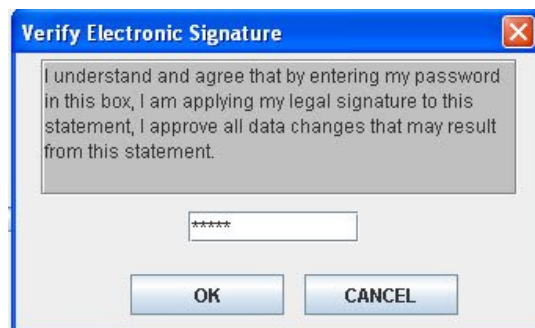 Verify Electronic Signature
I understand and agree that by entering my password
in this box, I am applying my legal signature to this
statement, I approve all data changes that may result
from this statement.
*****
OK
CANCEL